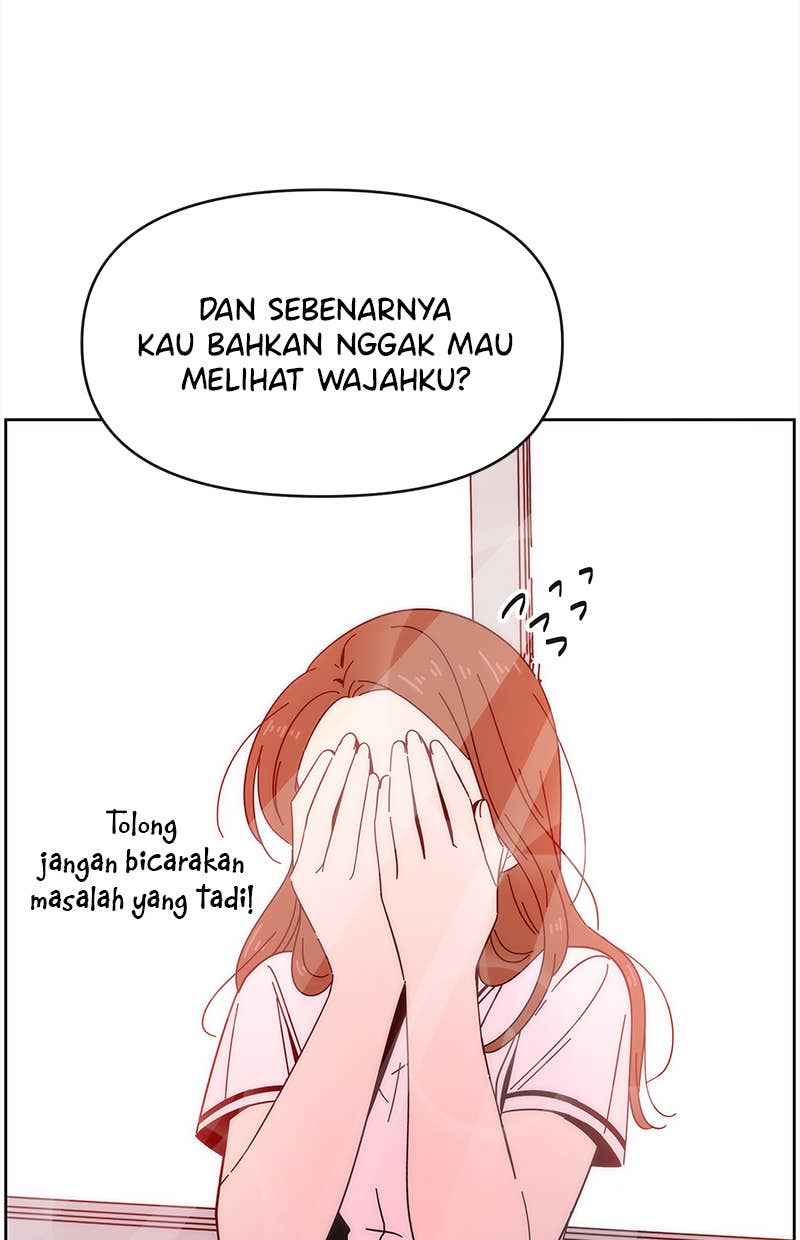 DAN SEBENARNYA
KAU BAHKAN NGGAK MAU
MELIHAT WAJAHKU?
Tolong
jangan bicarakan
masalah yang tadi!